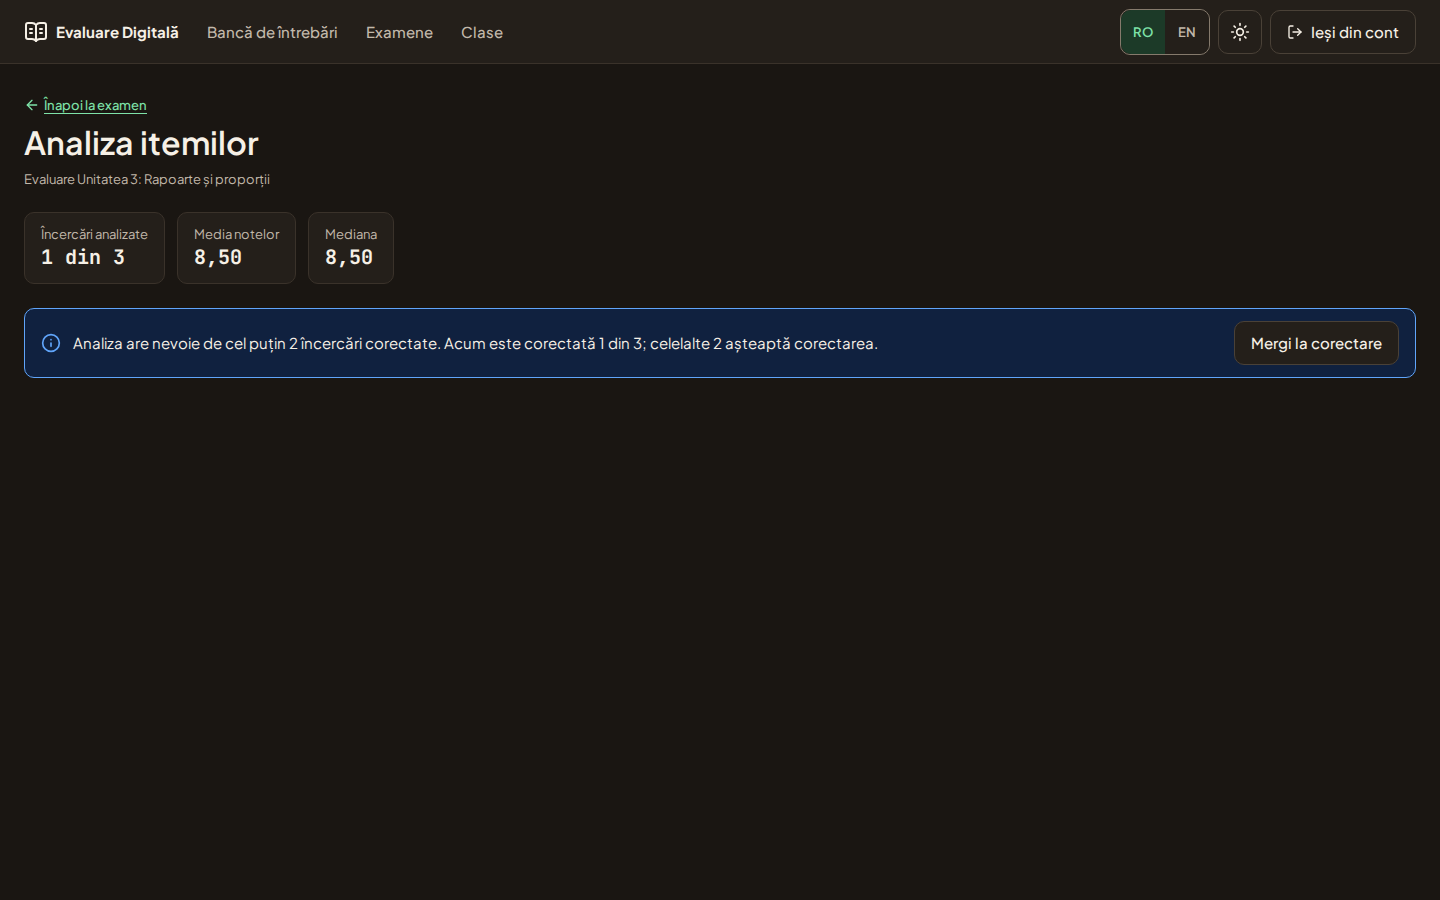 Evaluare Digitală Bancă de întrebări Examene Clase RO EN Ieși din cont
Înapoi la examen
Analiza itemilor
Evaluare Unitatea 3: Rapoarte și proporții
Încercări analizate Media notelor Mediana
1 din 3 8,50 8,50
Analiza are nevoie de cel puțin 2 încercări corectate. Acum este corectată 1 din 3; celelalte 2 așteaptă corectarea. Mergi la corectare